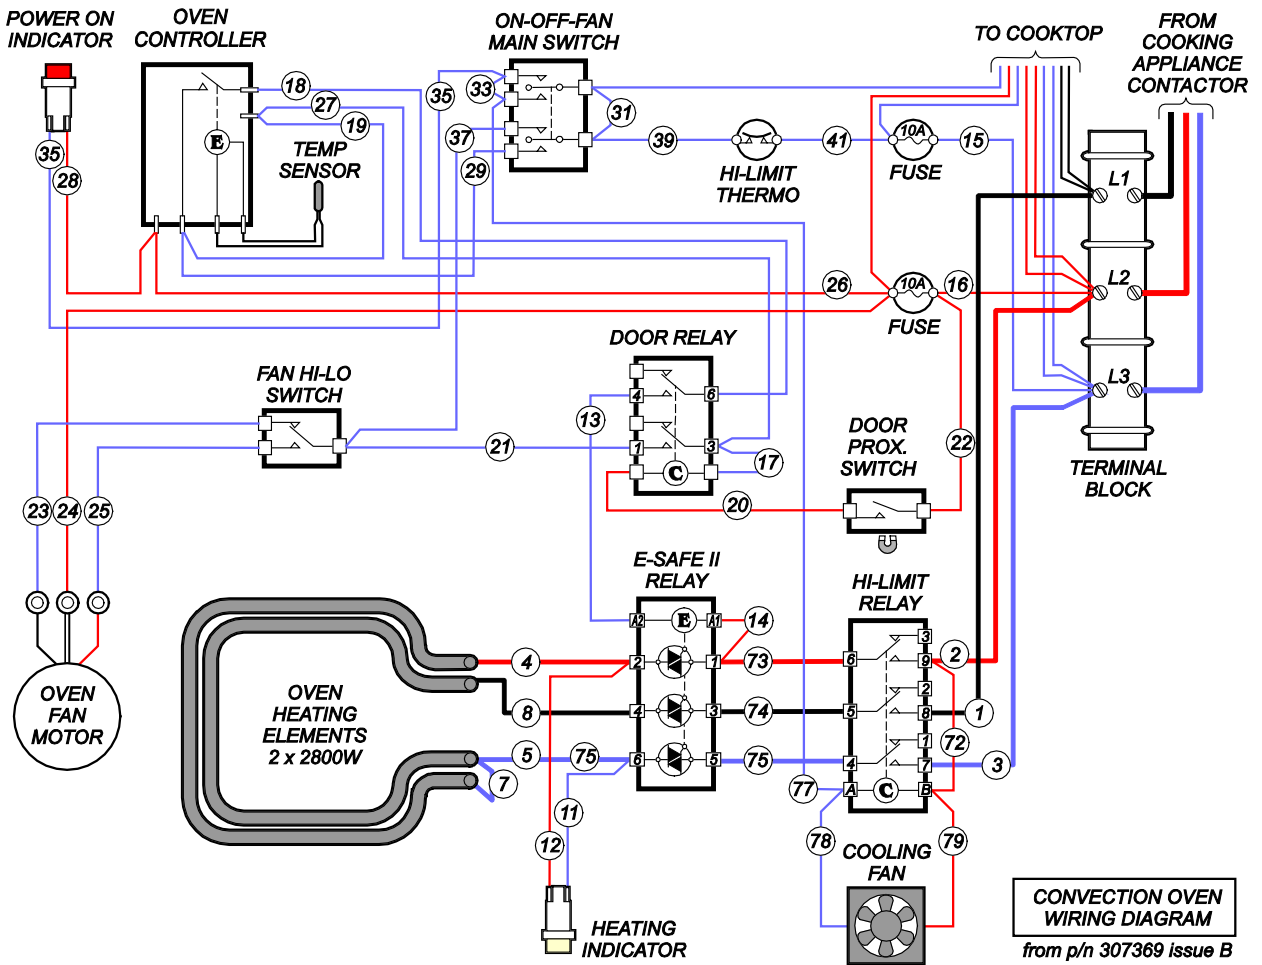 POWER ON
INDICATOR
OVEN
CONTROLLER
ON-OFF-FAN
MAIN SWITCH
TO COOKTOP
FROM
COOKING
APPLIANCE
CONTACTOR
18
27
19
35
33
37
29
31
39
41
15
10A
FUSE
HI-LIMIT
THERMO
E
TEMP
SENSOR
35
28
L1
L2
L3
26
10A
16
FUSE
DOOR RELAY
FAN HI-LO
SWITCH
4
6
13
1
3
C
17
21
20
DOOR
PROX.
SWITCH
22
TERMINAL
BLOCK
23
24
25
E-SAFE II
RELAY
HI-LIMIT
RELAY
A2
E
A1
14
2
1
73
4
3
74
6
5
75
6
3
9
2
5
2
8
1
4
1
7
3
72
A
C
B
77
78
79
4
8
5
75
7
11
12
OVEN
FAN
MOTOR
OVEN
HEATING
ELEMENTS
2 x 2800W
HEATING
INDICATOR
COOLING
FAN
CONVECTION OVEN
WIRING DIAGRAM
from p/n 307369 issue B